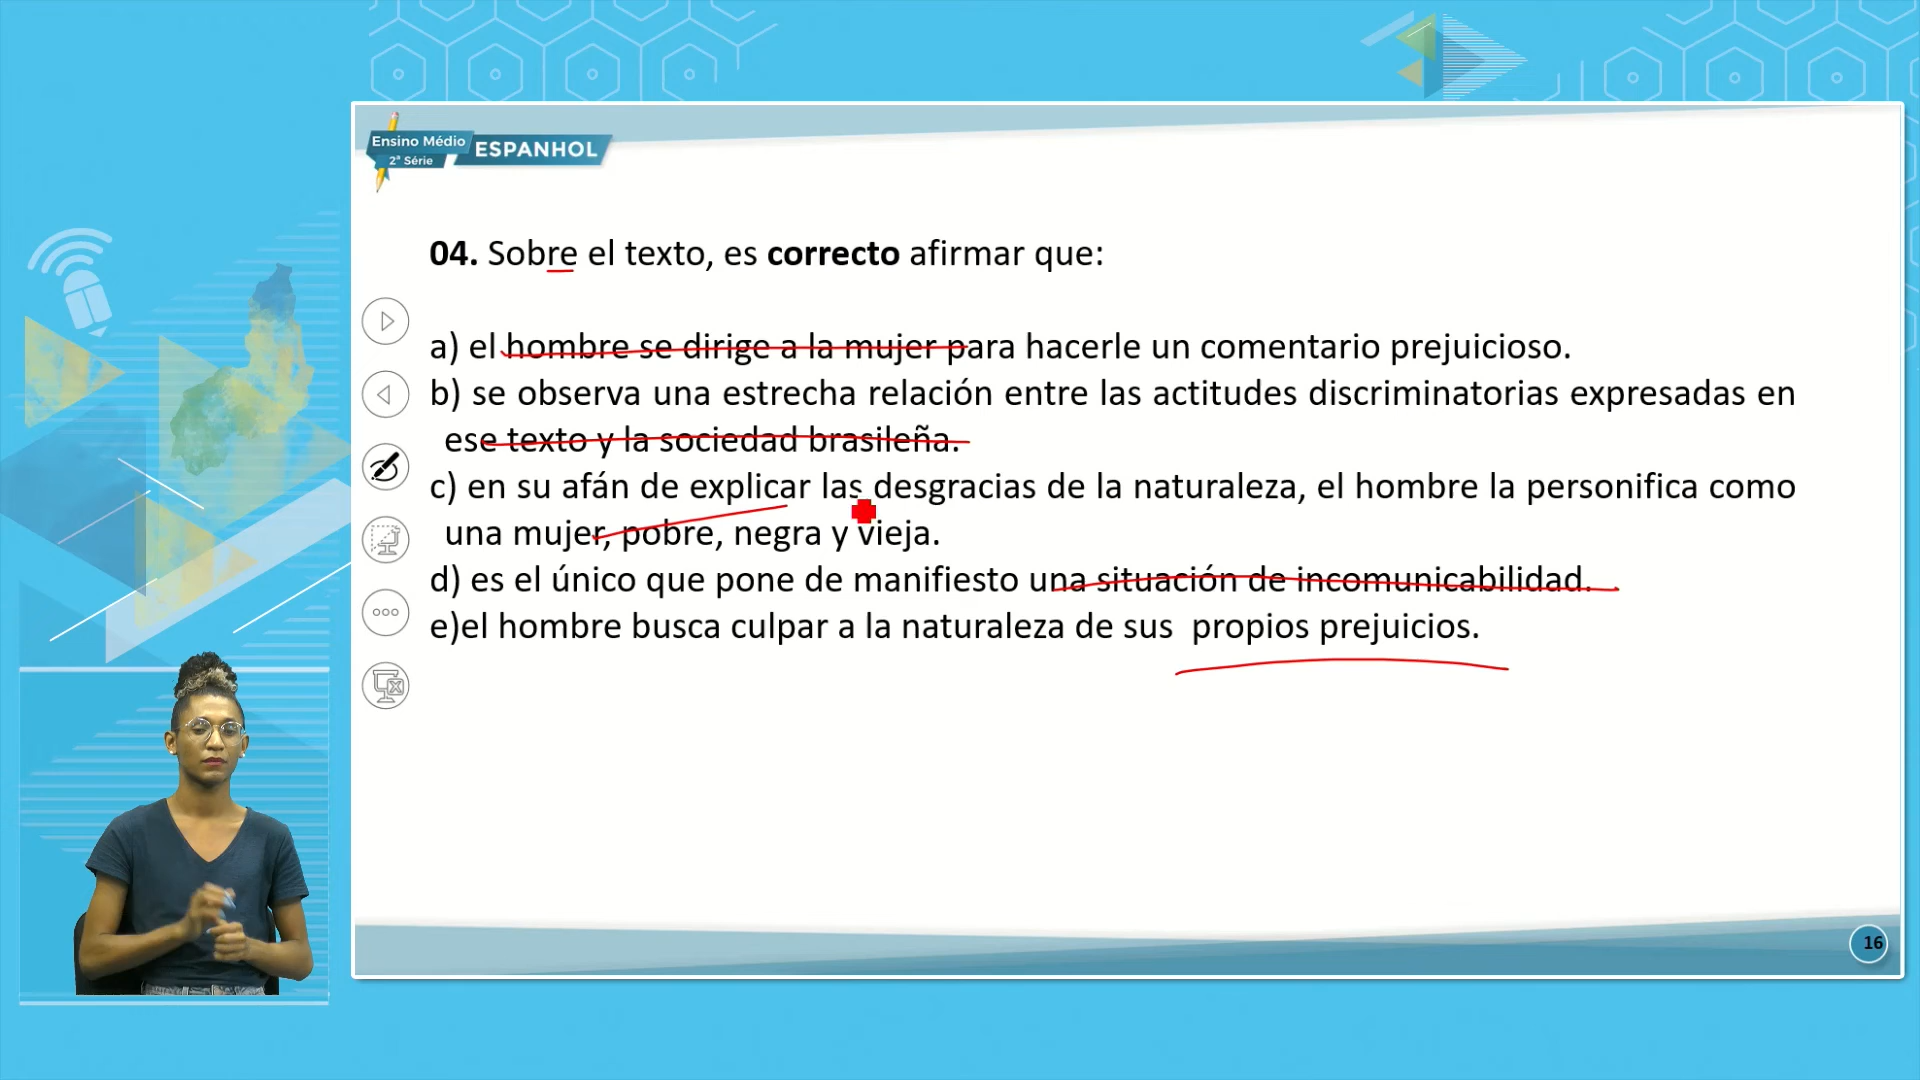 Ensino Médio
2ª Série
ESPANHOL
04. Sobre el texto, es correcto afirmar que:
a) el hombre se dirige a la mujer para hacerle un comentario prejuicioso.
b) se observa una estrecha relación entre las actitudes discriminatorias expresadas en
ese texto y la sociedad brasileña.
c) en su afán de explicar las desgracias de la naturaleza, el hombre la personifica como
una mujer, pobre, negra y vieja.
d) es el único que pone de manifiesto una situación de incomunicabilidad.
e)el hombre busca culpar a la naturaleza de sus propios prejuicios.
16